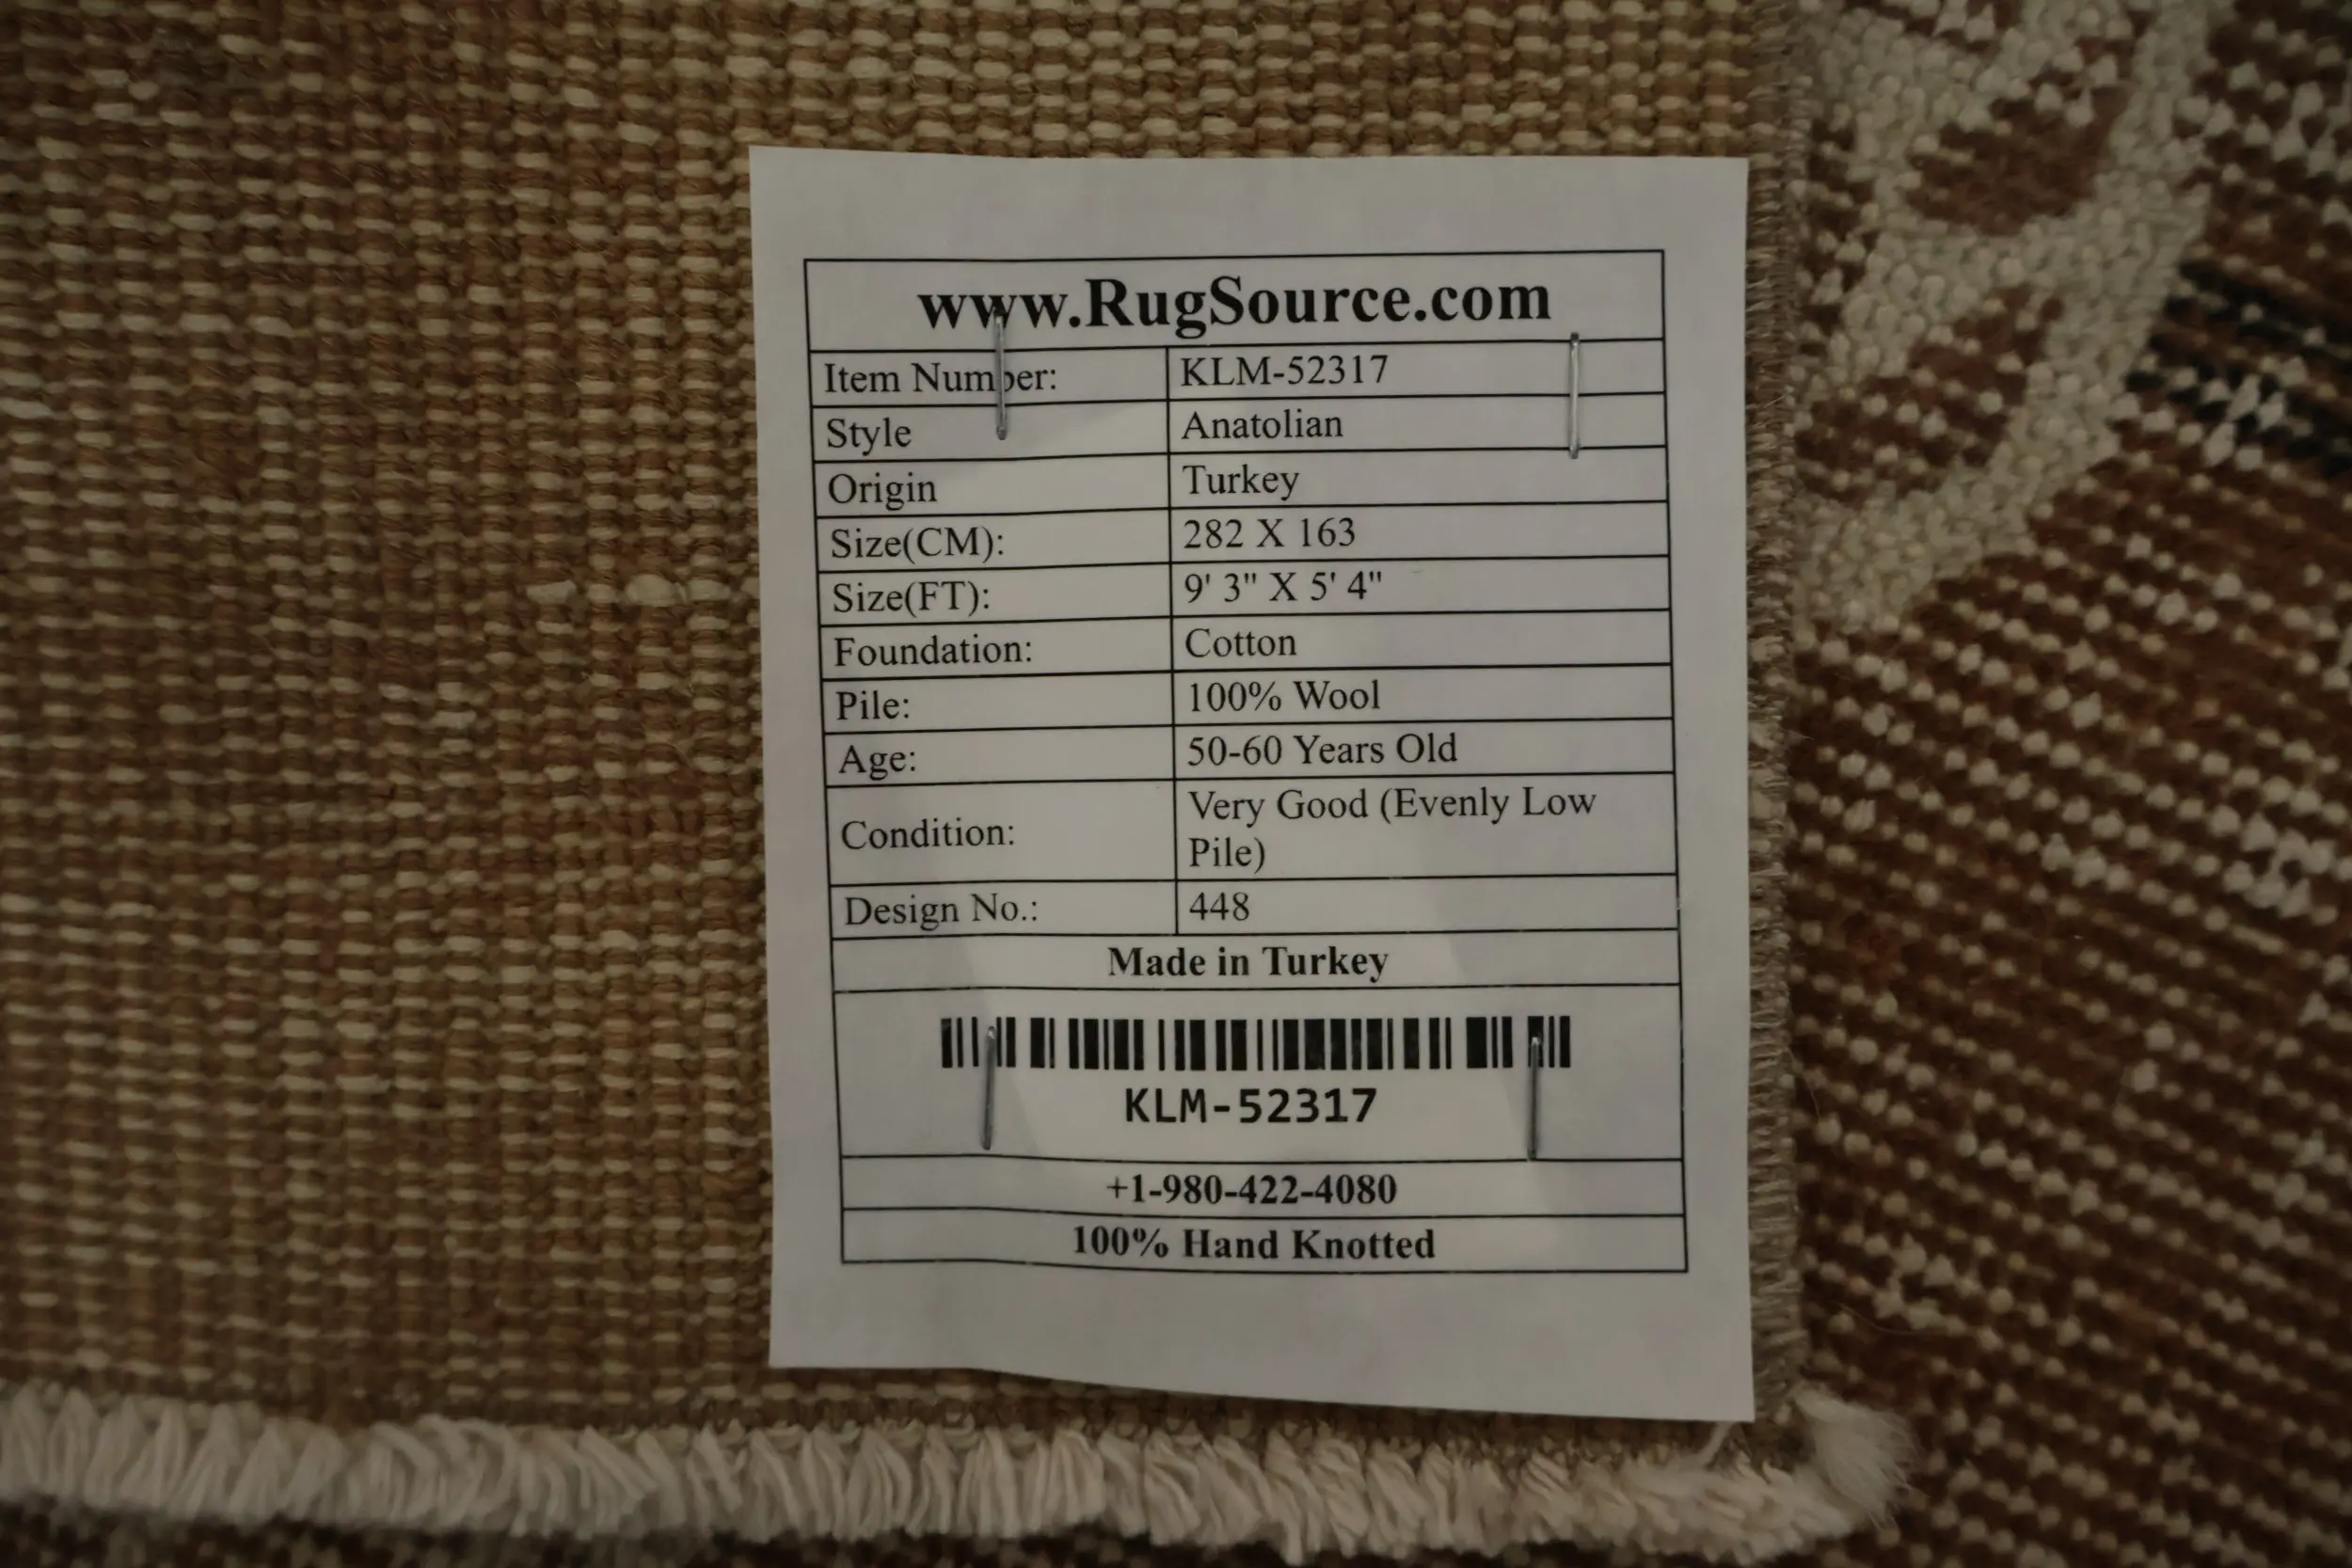 www.RugSource.com
Item Number: KLM-52317
Style Anatolian
Origin Turkey
Size(CM): 282 X 163
Size(FT): 9' 3" X 5' 4"
Foundation: Cotton
Pile: 100% Wool
Age: 50-60 Years Old
Condition: Very Good (Evenly Low
Pile)
Design No.: 448
Made in Turkey
KLM-52317
+1-980-422-4080
100% Hand Knotted